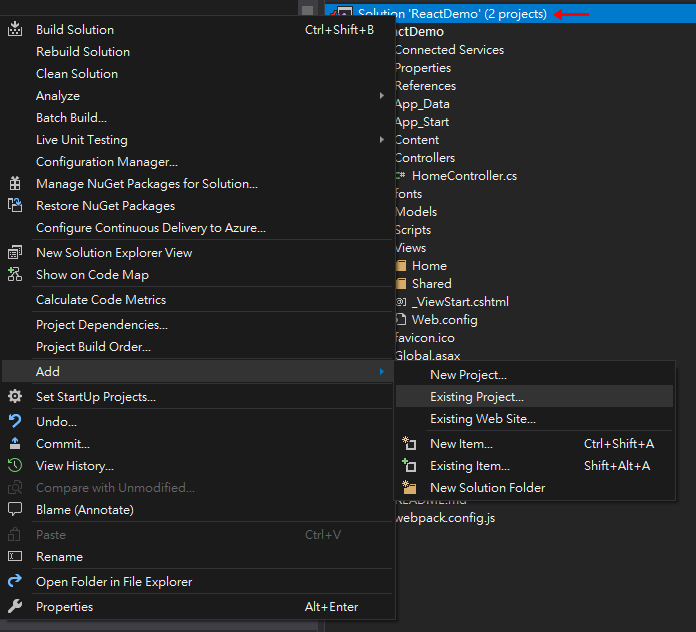 Solution 'ReactDemo' (2 projects)
Build Solution Ctrl+Shift+B
Rebuild Solution
Clean Solution
Analyze
Batch Build...
Live Unit Testing
Configuration Manager...
Manage NuGet Packages for Solution...
Restore NuGet Packages
Configure Continuous Delivery to Azure...
New Solution Explorer View
Show on Code Map
Calculate Code Metrics
Project Dependencies...
Project Build Order...
Add
Set StartUp Projects...
Undo...
Commit...
View History...
Compare with Unmodified...
Blame (Annotate)
Paste Ctrl+V
Rename
Open Folder in File Explorer
Properties Alt+Enter
ctDemo
Connected Services
Properties
References
App_Data
App_Start
Content
Controllers
C# HomeController.cs
fonts
Models
Scripts
Views
Home
Shared
_ViewStart.cshtml
Web.config
favicon.ico
Global.asax
New Project...
Existing Project...
Existing Web Site...
New Item... Ctrl+Shift+A
Existing Item... Shift+Alt+A
New Solution Folder
README.md
webpack.config.js